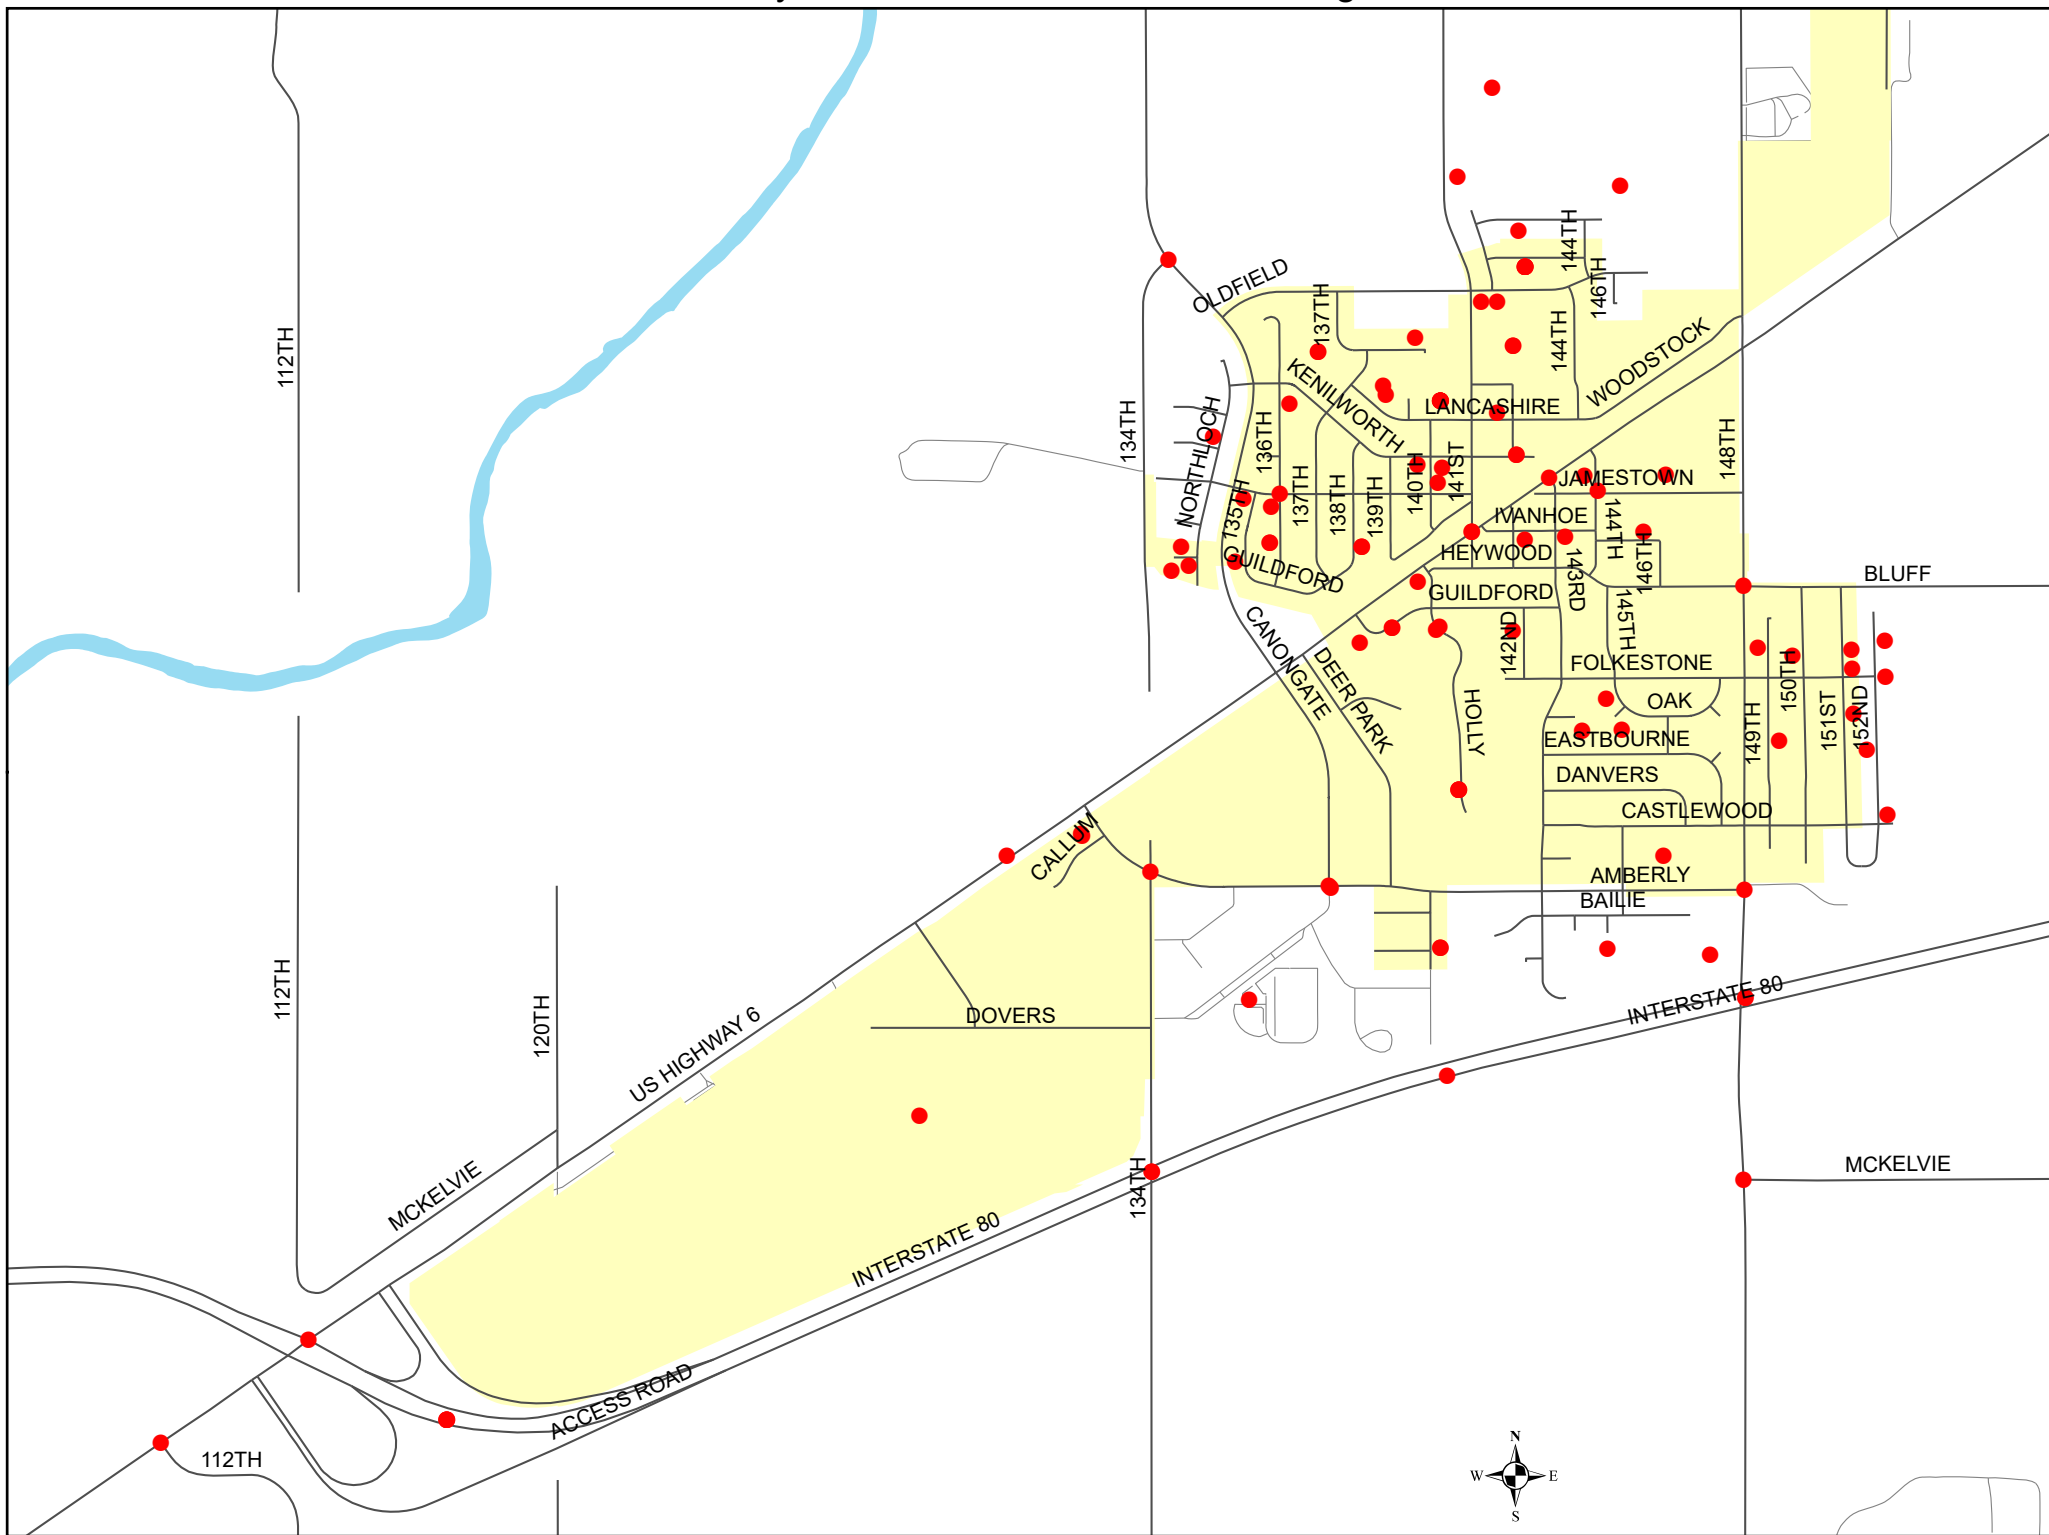 144TH
OLDFIELD
137TH
146TH
112TH
144TH
WOODSTOCK
KENILWORTH
LANCASHIRE
134TH
NORTHLOCH
136TH
148TH
141ST
140TH
JAMESTOWN
135TH
137TH
138TH
139TH
IVANHOE
144TH
HEYWOOD
146TH
GUILDFORD
143RD
BLUFF
GUILDFORD
145TH
142ND
CANONGATE
DEER PARK
FOLKESTONE
150TH
OAK
HOLLY
149TH
151ST
152ND
EASTBOURNE
DANVERS
CASTLEWOOD
CALLUM
AMBERLY
BAILIE
112TH
120TH
INTERSTATE 80
DOVERS
US HIGHWAY 6
MCKELVIE
134TH
MCKELVIE
INTERSTATE 80
ACCESS ROAD
112TH
N
W E
S